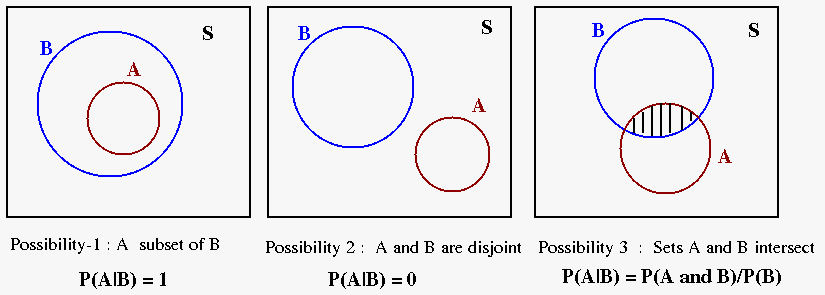 B
S
A
B
S
A
B
S
A
Possibility-1 : A subset of B
P(A|B) = 1
Possibility 2 : A and B are disjoint
P(A|B) = 0
Possibility 3 : Sets A and B intersect
P(A|B) = P(A and B)/P(B)